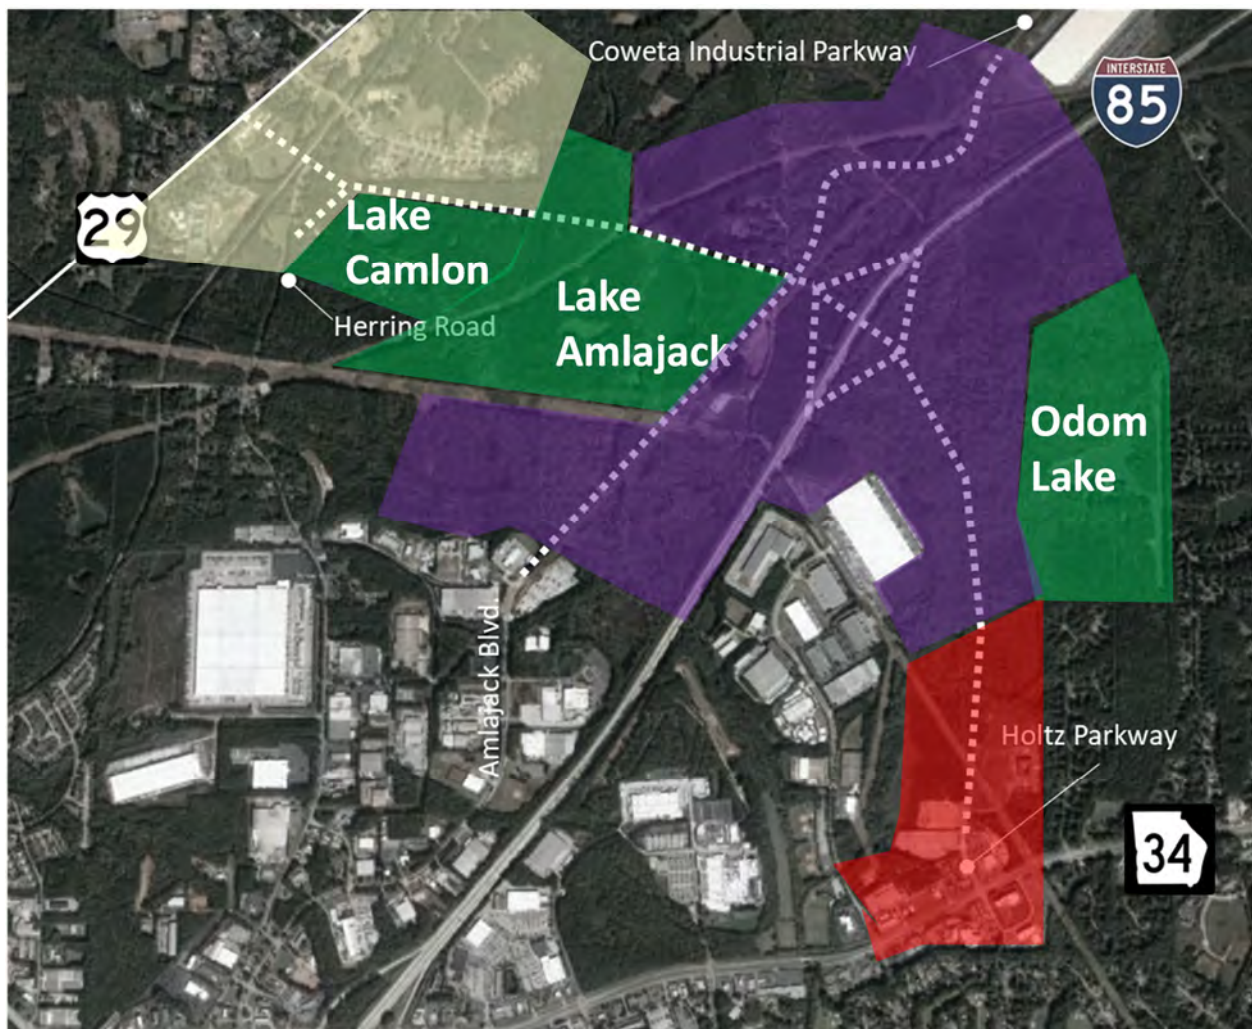 Coweta Industrial Parkway
INTERSTATE
85
29
Lake
Camlon
Lake
Amlajack
Herring Road
Odom
Lake
Amlajack Blvd.
Holtz Parkway
34